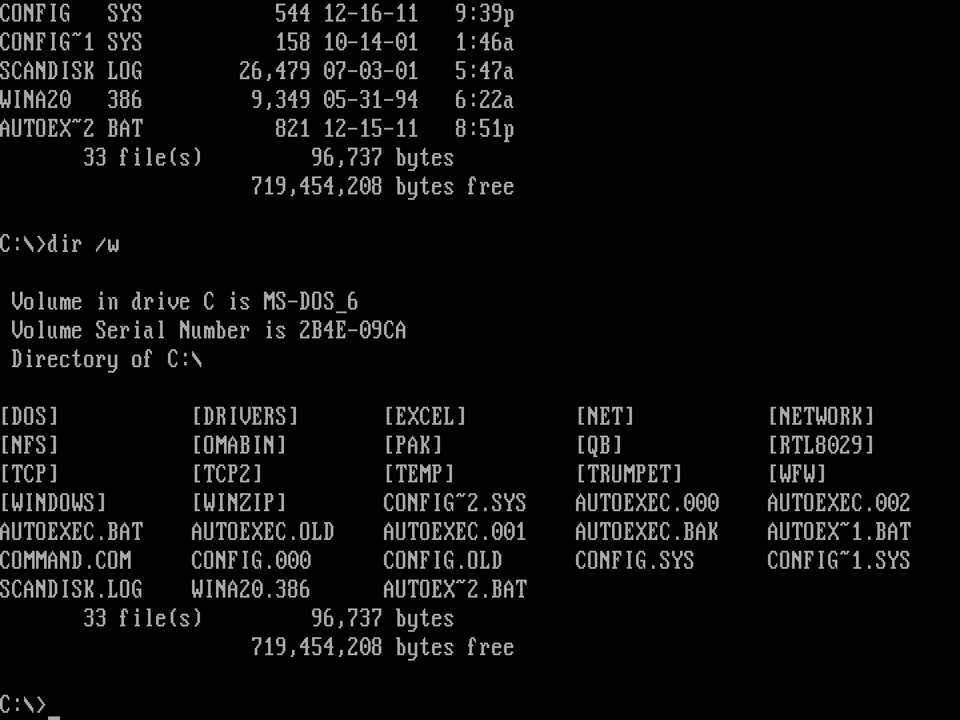 CONFIG   SYS           544 12-16-11   9:39p
CONFIG~1 SYS           158 10-14-01   1:46a
SCANDISK LOG        26,479 07-03-01   5:47a
WINA20   386         9,349 05-31-94   6:22a
AUTOEX~2 BAT           821 12-15-11   8:51p
       33 file(s)         96,737 bytes
                     719,454,208 bytes free
C:\>dir /w
 Volume in drive C is MS-DOS_6
 Volume Serial Number is 2B4E-09CA
 Directory of C:\
[DOS]           [DRIVERS]       [EXCEL]         [NET]           [NETWORK]
[NFS]           [OMABIN]        [PAK]           [QB]            [RTL8029]
[TCP]           [TCP2]          [TEMP]          [TRUMPET]       [WFW]
[WINDOWS]       [WINZIP]        CONFIG~2.SYS    AUTOEXEC.000    AUTOEXEC.002
AUTOEXEC.BAT    AUTOEXEC.OLD    AUTOEXEC.001    AUTOEXEC.BAK    AUTOEX~1.BAT
COMMAND.COM     CONFIG.000      CONFIG.OLD      CONFIG.SYS      CONFIG~1.SYS
SCANDISK.LOG    WINA20.386      AUTOEX~2.BAT
       33 file(s)         96,737 bytes
                     719,454,208 bytes free
C:\>_